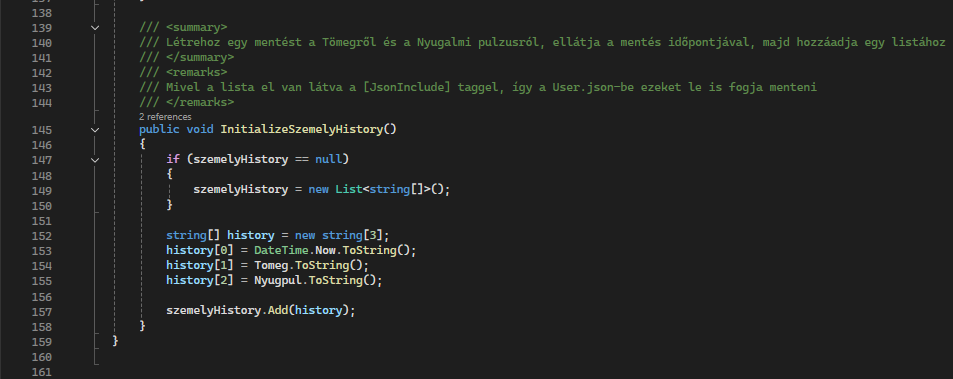 137 }
138
139 /// <summary>
140 /// Létrehoz egy mentést a Tömegről és a Nyugalmi pulzusról, ellátja a mentés időpontjával, majd hozzáadja egy listához
141 /// </summary>
142 /// <remarks>
143 /// Mivel a lista el van látva a [JsonInclude] taggel, így a User.json-be ezeket le is fogja menteni
144 /// </remarks>
2 references
145 public void InitializeSzemelyHistory()
146 {
147 if (szemelyHistory == null)
148 {
149 szemelyHistory = new List<string[]>();
150 }
151
152 string[] history = new string[3];
153 history[0] = DateTime.Now.ToString();
154 history[1] = Tomeg.ToString();
155 history[2] = Nyugpul.ToString();
156
157 szemelyHistory.Add(history);
158 }
159 }
160
161